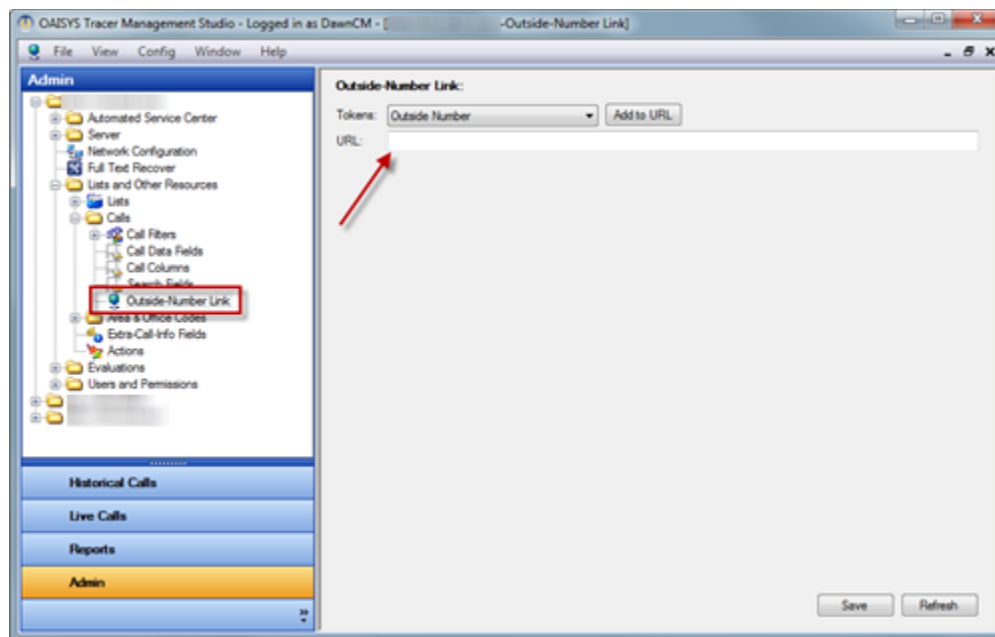 OAISYS Tracer Management Studio - Logged in as DawnCM - [ -Outside-Number Link]
File View Config Window Help
Admin
Automated Service Center
Server
Network Configuration
Full Text Recover
Lists and Other Resources
Lists
Calls
Call Filters
Call Data Fields
Call Columns
Search Fields
Outside-Number Link
Area & Office Codes
Extra-Call-Info Fields
Actions
Evaluations
Users and Permissions
Historical Calls
Live Calls
Reports
Admin
Outside-Number Link:
Tokens: Outside Number Add to URL
URL:
Save Refresh